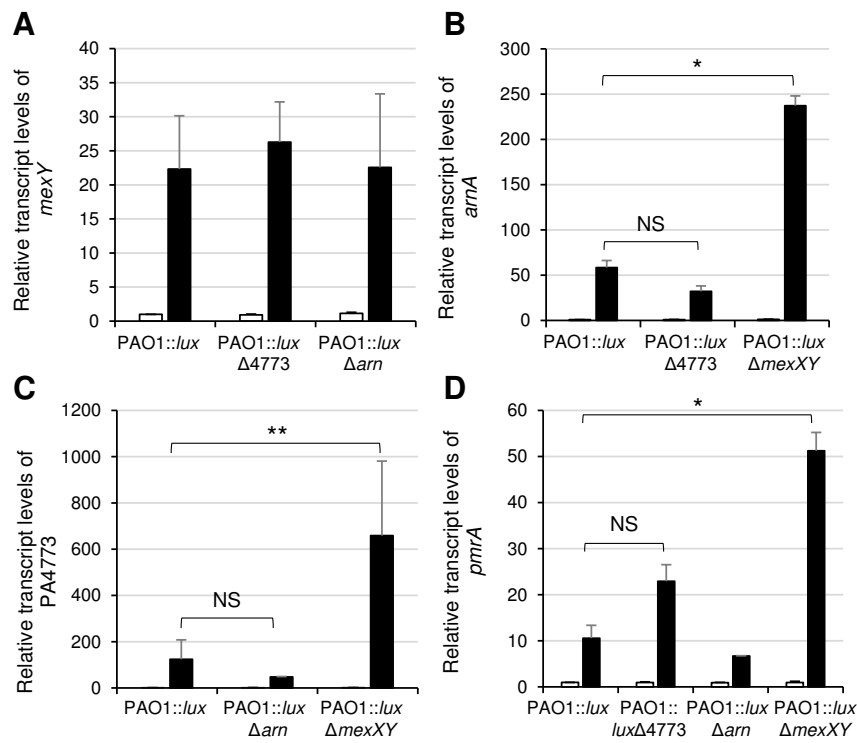 A
Relative transcript levels of
mexY
40
35
30
25
20
15
10
5
0
PAO1::lux
PAO1::lux
Δ4773
PAO1::lux
Δarn
B
Relative transcript levels of
arnA
300
250
200
150
100
50
0
*
NS
PAO1::lux
PAO1::lux
Δ4773
PAO1::lux
ΔmexXY
C
Relative transcript levels of
PA4773
1200
1000
800
600
400
200
0
**
NS
PAO1::lux
PAO1::lux
Δarn
PAO1::lux
ΔmexXY
D
Relative transcript levels of
pmrA
60
50
40
30
20
10
0
*
NS
PAO1::lux
PAO1::
luxΔ4773
PAO1::lux
Δarn
PAO1::lux
ΔmexXY